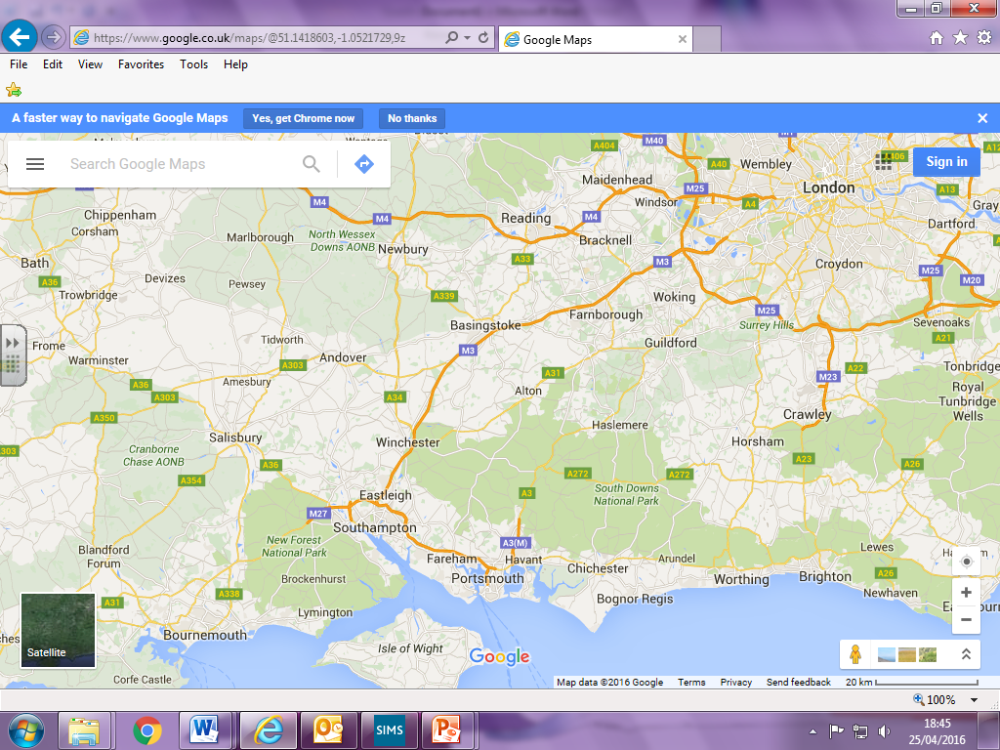 https://www.google.co.uk/maps/@51.1418603,-1.0521729,9z
Google Maps
File Edit View Favorites Tools Help
A faster way to navigate Google Maps Yes, get Chrome now No thanks
Search Google Maps
Sign in
M40
A404
A40
Wembley
Maidenhead
M25
London
Windsor
A4
A13
M4
Chippenham
M4
Reading
M4
Dartford
Corsham
Marlborough
North Wessex
Downs AONB
Newbury
Bracknell
Bath
A33
M3
Croydon
M25
M20
A36
Devizes
Pewsey
Trowbridge
A339
Woking
M25
Basingstoke
Farnborough
Surrey Hills
Sevenoaks
A21
Frome
Tidworth
M3
Guildford
Warminster
Andover
A303
A31
M23
A22
Tonbridge
A36
A303
Amesbury
A34
Alton
Royal
Tunbridge
Wells
A350
Crawley
Haslemere
Salisbury
Winchester
Horsham
A303
Cranborne
Chase AONB
A36
A23
A26
A354
A272
A272
South Downs
National Park
Eastleigh
A3
M27
Southampton
New Forest
National Park
A3(M)
Blandford
Forum
Fareham
Havant
Chichester
Arundel
Lewes
Brockenhurst
Portsmouth
Worthing
Brighton
A26
A31
A338
Lymington
Bognor Regis
Newhaven
Satellite
Bournemouth
Isle of Wight
Google
Corfe Castle
Map data ©2016 Google Terms Privacy Send feedback 20 km
100%
SIMS
18:45
25/04/2016